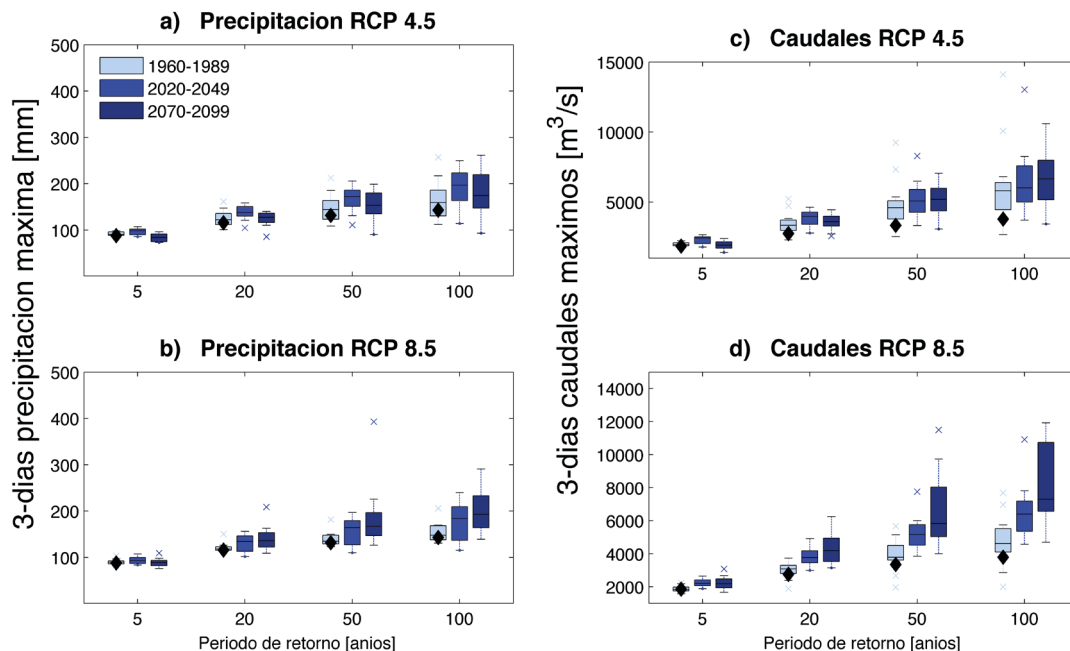 a) Precipitacion RCP 4.5
500
400
300
200
100
5 20 50 100
1960-1989
2020-2049
2070-2099
b) Precipitacion RCP 8.5
500
400
300
200
100
5 20 50 100
Periodo de retorno [anios]
3-dias precipitacion maxima [mm]
c) Caudales RCP 4.5
15000
10000
5000
5 20 50 100
d) Caudales RCP 8.5
14000
12000
10000
8000
6000
4000
2000
5 20 50 100
Periodo de retorno [anios]
3-dias caudales maximos [m³/s]